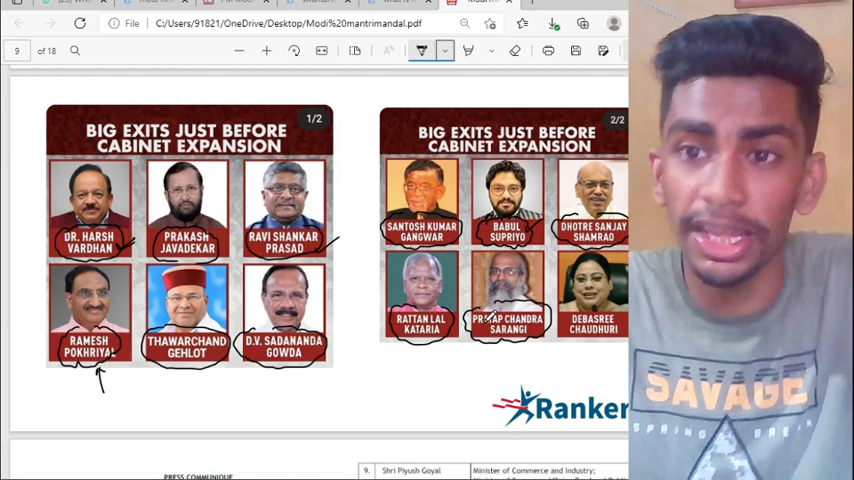 C:/Users/91821/OneDrive/Desktop/Modi%20mantrimandal.pdf
9 of 18
1/2
BIG EXITS JUST BEFORE
CABINET EXPANSION
DR. HARSH
VARDHAN
PRAKASH
JAVADEKAR
RAVI SHANKAR
PRASAD
RAMESH
POKHRIYAL
THAWARCHAND
GEHLOT
D.V. SADANANDA
GOWDA
2/2
BIG EXITS JUST BEFORE
CABINET EXPANSION
SANTOSH KUMAR
GANGWAR
BABUL
SUPRIYO
DHOTRE SANJAY
SHAMRAO
RATTAN LAL
KATARIA
CHANDRA
SARANGI
DEBASREE
CHAUDHURI
Ranker
PRESS COMMUNIQUE
9. Shri Piyush Goyal Minister of Commerce and Industry;
SAVAGE